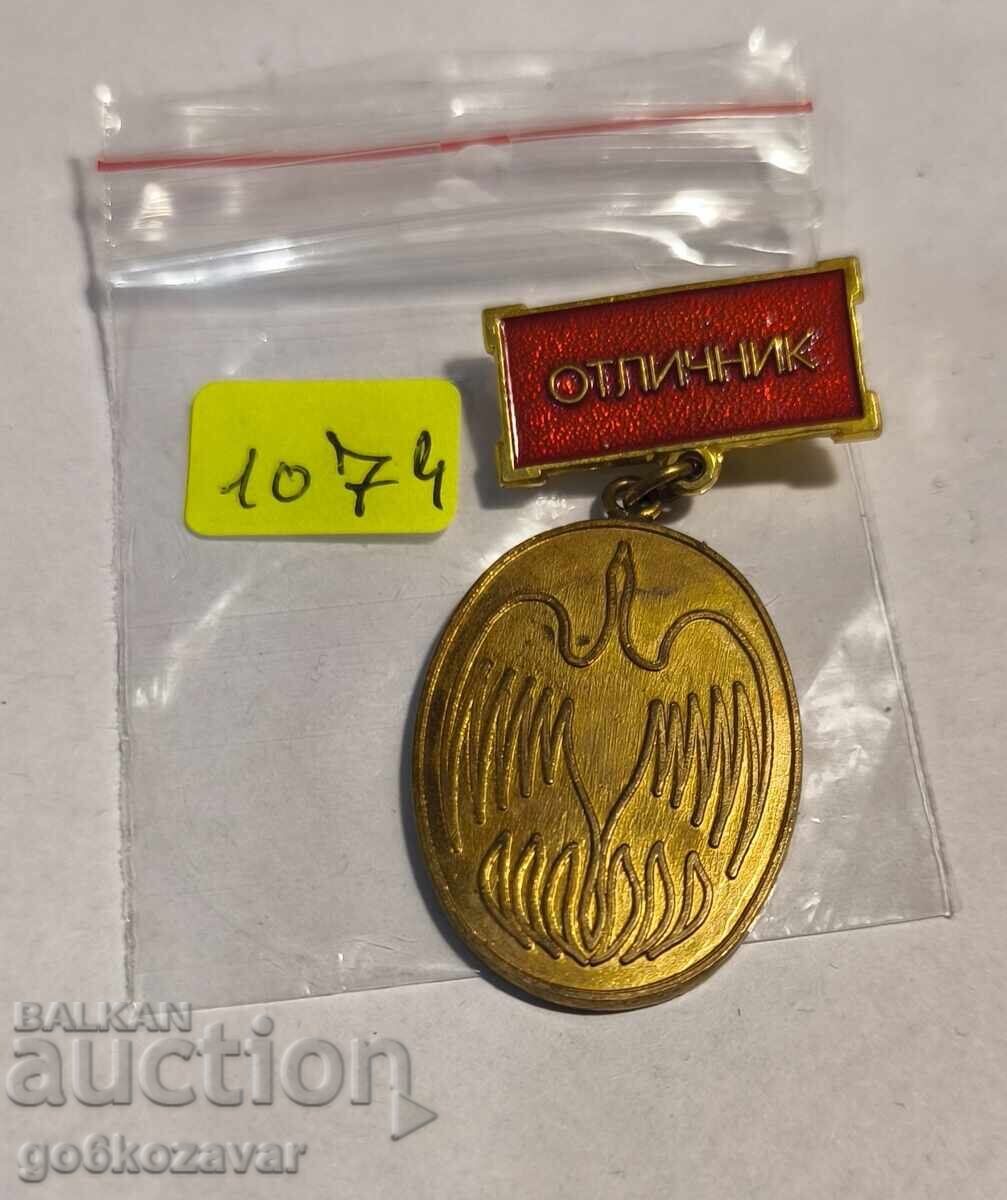 ОТЛИЧНИК
1074
BALKAN
auction
go6kozavar